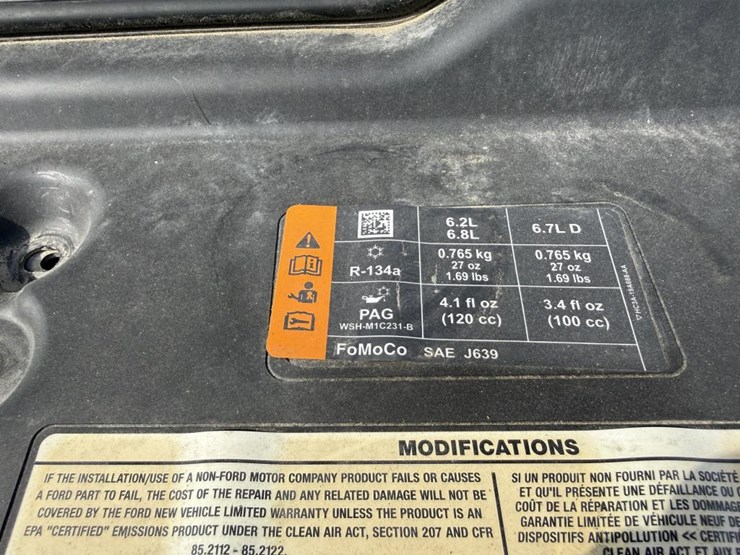 6.2L
6.8L
6.7L D
R-134a
0.765 kg
27 oz
1.69 lbs
0.765 kg
27 oz
1.69 lbs
PAG
WSH-M1C231-B
4.1 fl oz
(120 cc)
3.4 fl oz
(100 cc)
FoMoCo SAE J639
MODIFICATIONS
IF THE INSTALLATION/USE OF A NON-FORD MOTOR COMPANY PRODUCT FAILS OR CAUSES
A FORD PART TO FAIL, THE COST OF THE REPAIR AND ANY RELATED DAMAGE WILL NOT BE
COVERED BY THE FORD NEW VEHICLE LIMITED WARRANTY UNLESS THE PRODUCT IS AN
EPA "CERTIFIED" EMISSIONS PRODUCT UNDER THE CLEAN AIR ACT, SECTION 207 AND CFR
85.2112 - 85.2122.
SI UN PRODUIT NON FOURNI PAR LA SOCIÉTÉ
ET QU'IL PRÉSENTE UNE DÉFAILLANCE OU
COÛT DE LA RÉPARATION ET LES DOMMAGE
GARANTIE LIMITÉE DE VÉHICULE NEUF DE
DISPOSITIFS ANTIPOLLUTION << CERTIFI
CLEAN AIR ACT ET AUX